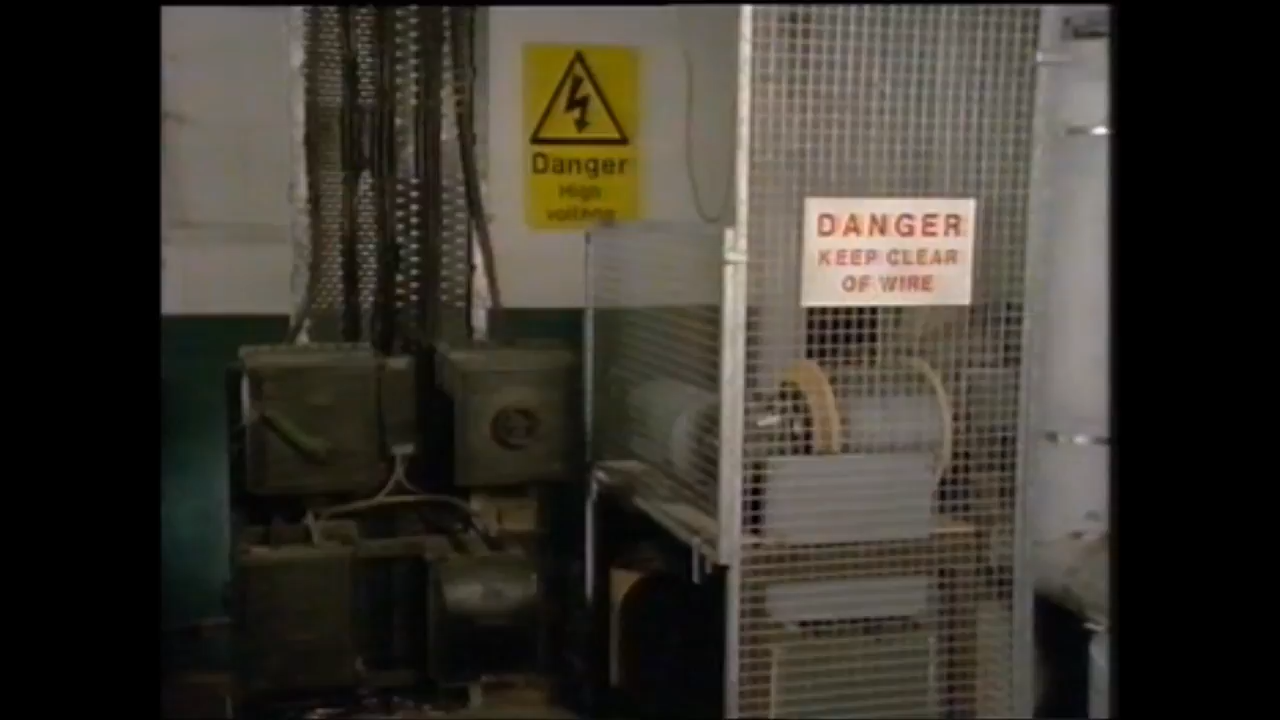 Danger
High
voltage
DANGER
KEEP CLEAR
OF WIRE